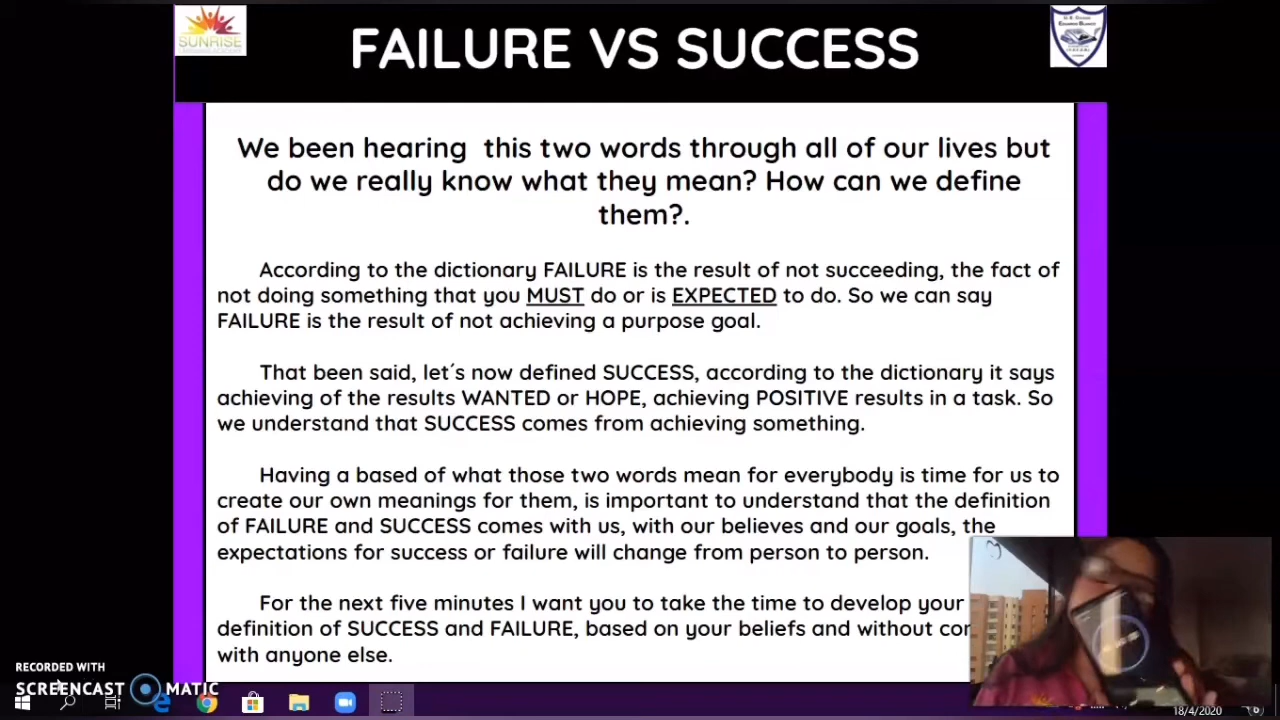 SUNRISE
FAILURE VS SUCCESS
We been hearing this two words through all of our lives but
do we really know what they mean? How can we define
them?.
According to the dictionary FAILURE is the result of not succeeding, the fact of
not doing something that you MUST do or is EXPECTED to do. So we can say
FAILURE is the result of not achieving a purpose goal.
That been said, let´s now defined SUCCESS, according to the dictionary it says
achieving of the results WANTED or HOPE, achieving POSITIVE results in a task. So
we understand that SUCCESS comes from achieving something.
Having a based of what those two words mean for everybody is time for us to
create our own meanings for them, is important to understand that the definition
of FAILURE and SUCCESS comes with us, with our believes and our goals, the
expectations for success or failure will change from person to person.
For the next five minutes I want you to take the time to develop your
definition of SUCCESS and FAILURE, based on your beliefs and without
with anyone else.
RECORDED WITH
SCREENCAST MATIC
18/4/2020